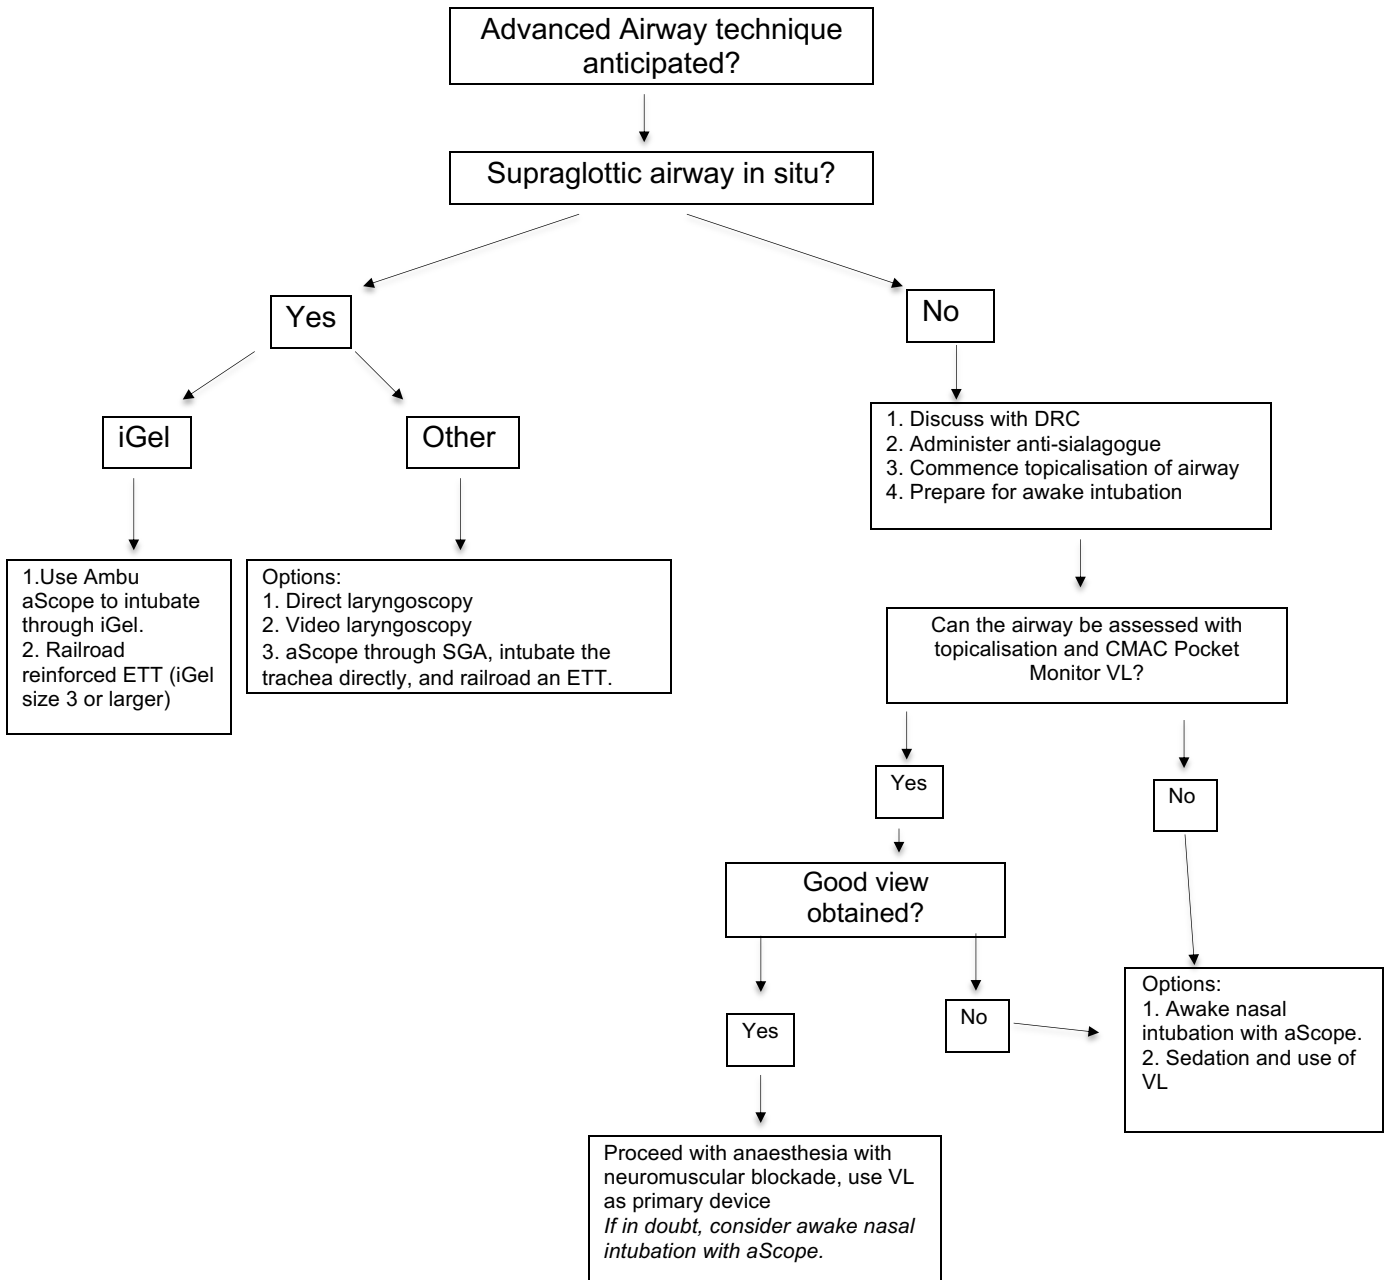 Advanced Airway technique
anticipated?
Supraglottic airway in situ?
Yes
No
iGel
Other
1.Use Ambu
aScope to intubate
through iGel.
2. Railroad
reinforced ETT (iGel
size 3 or larger)
Options:
1. Direct laryngoscopy
2. Video laryngoscopy
3. aScope through SGA, intubate the
trachea directly, and railroad an ETT.
1. Discuss with DRC
2. Administer anti-sialagogue
3. Commence topicalisation of airway
4. Prepare for awake intubation
Can the airway be assessed with
topicalisation and CMAC Pocket
Monitor VL?
Yes
No
Good view
obtained?
Yes
No
Options:
1. Awake nasal
intubation with aScope.
2. Sedation and use of
VL
Proceed with anaesthesia with
neuromuscular blockade, use VL
as primary device
If in doubt, consider awake nasal
intubation with aScope.